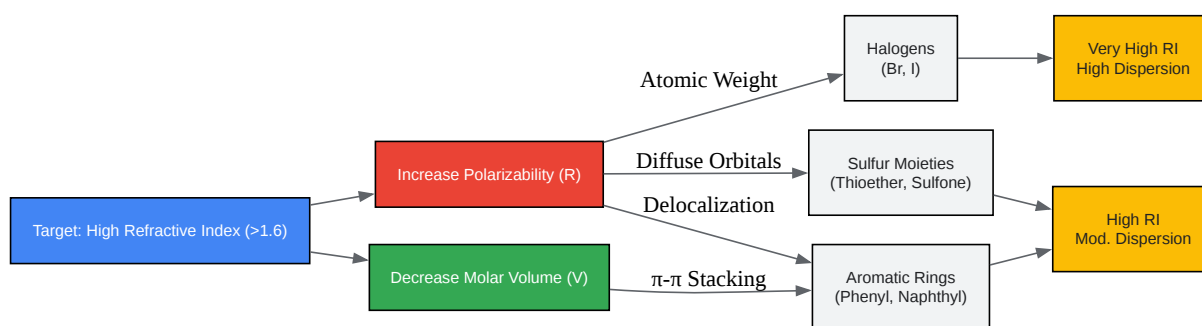 Target: High Refractive Index (>1.6)
Increase Polarizability (R)
Decrease Molar Volume (V)
Atomic Weight
Diffuse Orbitals
Delocalization
π-π Stacking
Halogens
(Br, I)
Sulfur Moieties
(Thioether, Sulfone)
Aromatic Rings
(Phenyl, Naphthyl)
Very High RI
High Dispersion
High RI
Mod. Dispersion